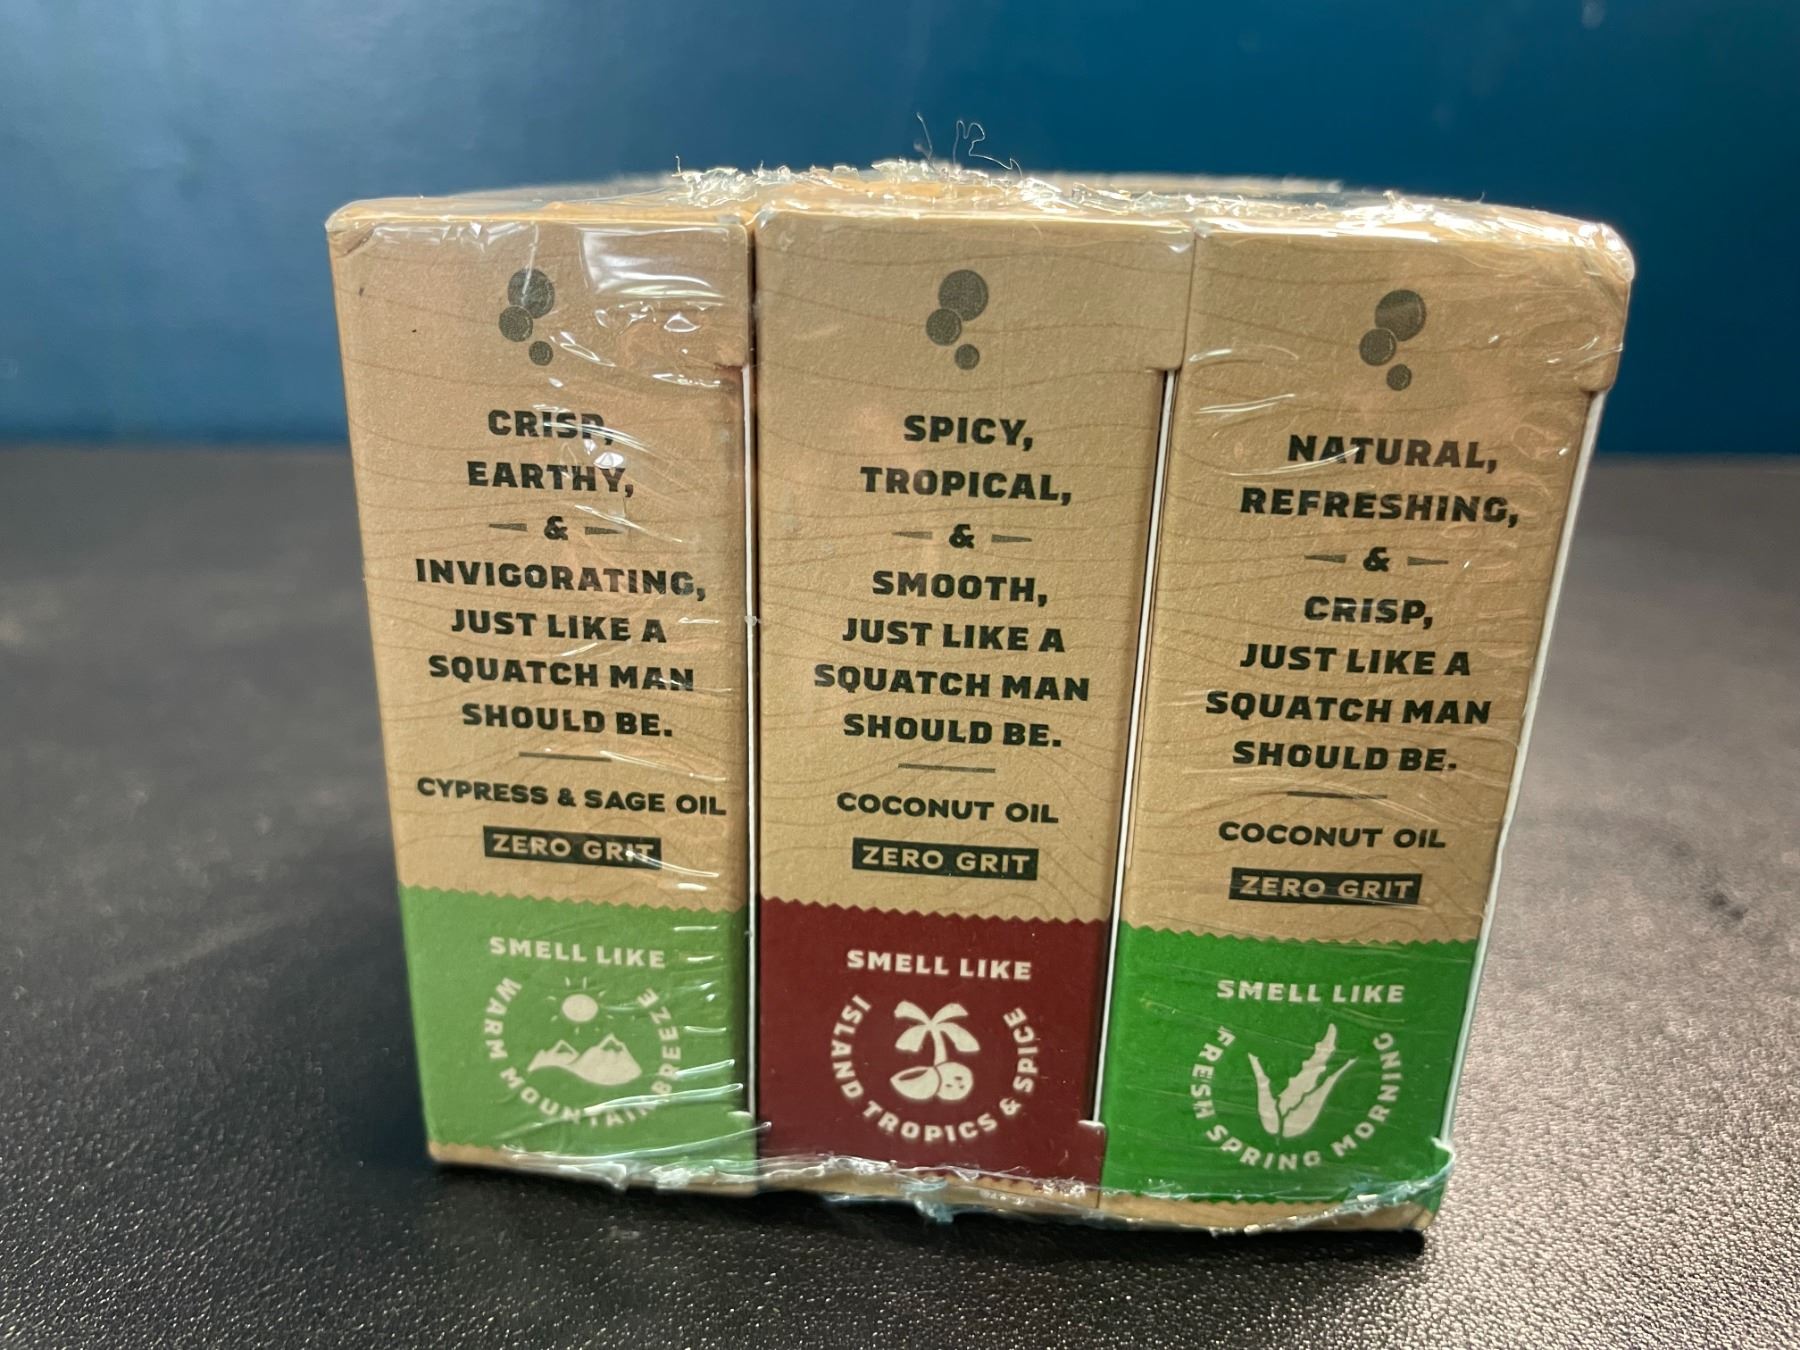 CRISP,
EARTHY,
&
INVIGORATING,
JUST LIKE A
SQUATCH MAN
SHOULD BE.
CYPRESS & SAGE OIL
ZERO GRIT
SMELL LIKE
WARM MOUNTAIN BREEZE
SPICY,
TROPICAL,
&
SMOOTH,
JUST LIKE A
SQUATCH MAN
SHOULD BE.
COCONUT OIL
ZERO GRIT
SMELL LIKE
ISLAND TROPICS & SPICE
NATURAL,
REFRESHING,
&
CRISP,
JUST LIKE A
SQUATCH MAN
SHOULD BE.
COCONUT OIL
ZERO GRIT
SMELL LIKE
FRESH SPRING MORNING